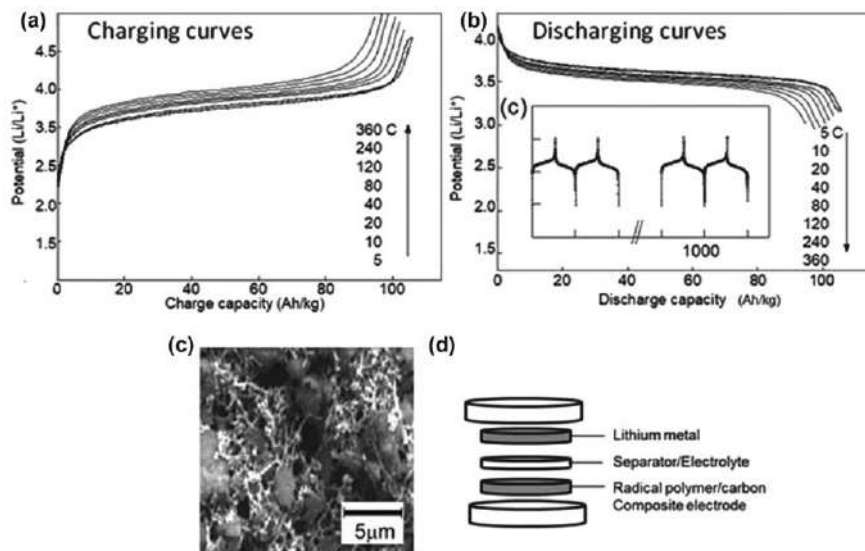 (a)
Charging curves
4.5
4.0
3.5
3.0
2.5
2.0
1.5
Potential (Li/Li⁺)
360 C
240
120
80
40
20
10
5
0 20 40 60 80 100
Charge capacity (Ah/kg)
(b)
Discharging curves
4.0
3.5
3.0
2.5
2.0
1.5
Potential (Li/Li⁺)
(c)
1000
5 C
10
20
40
80
120
240
360
0 20 40 60 80 100
Discharge capacity (Ah/kg)
(c)
5μm
(d)
Lithium metal
Separator/Electrolyte
Radical polymer/carbon
Composite electrode